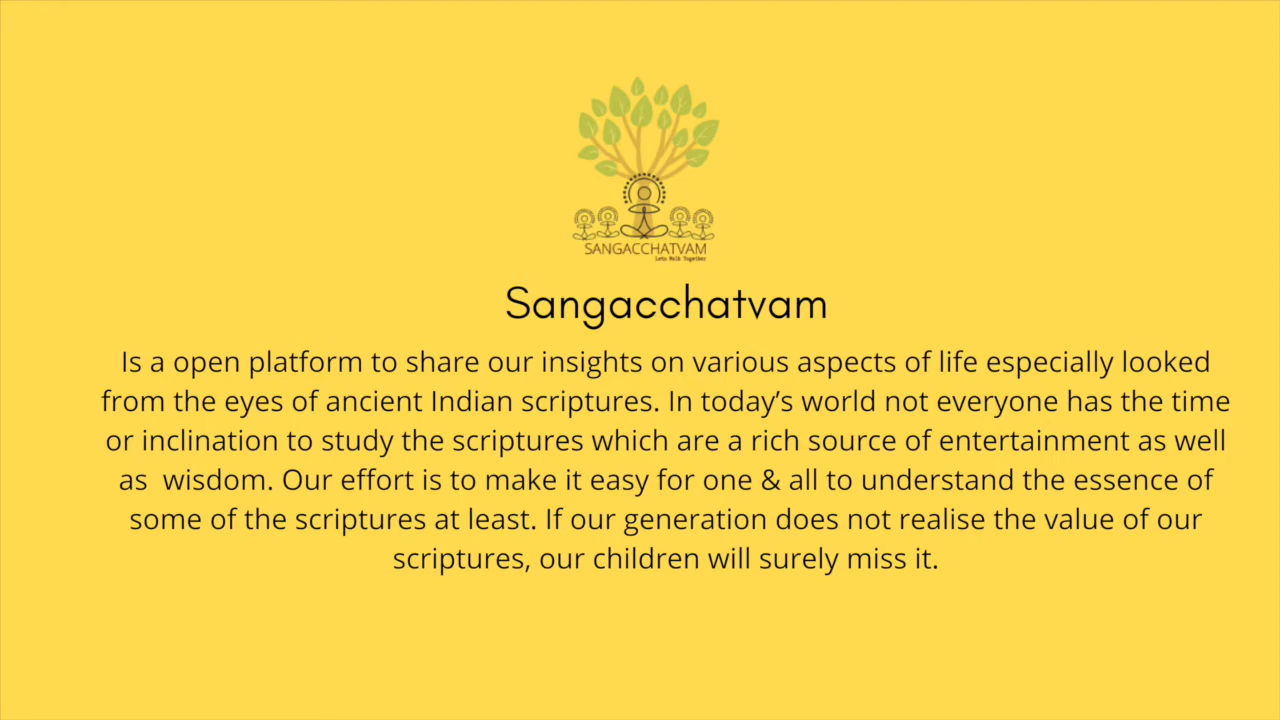 SANGACCHATVAM
Lets Walk Together
Sangacchatvam
Is a open platform to share our insights on various aspects of life especially looked
from the eyes of ancient Indian scriptures. In today’s world not everyone has the time
or inclination to study the scriptures which are a rich source of entertainment as well
as  wisdom. Our effort is to make it easy for one & all to understand the essence of
some of the scriptures at least. If our generation does not realise the value of our
scriptures, our children will surely miss it.